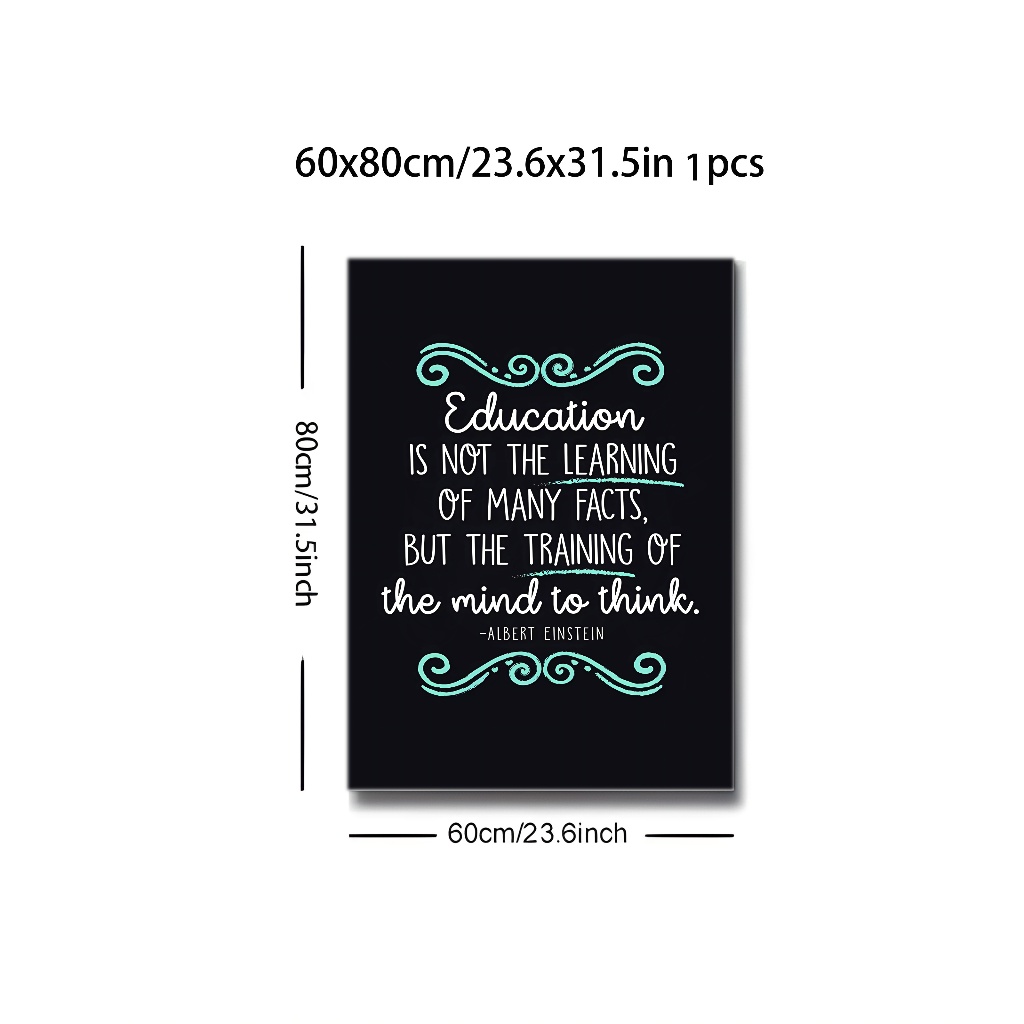 60x80cm/23.6x31.5in 1pcs
80cm/31.5inch
Education
IS NOT THE LEARNING
OF MANY FACTS,
BUT THE TRAINING OF
the mind to think.
-ALBERT EINSTEIN
60cm/23.6inch